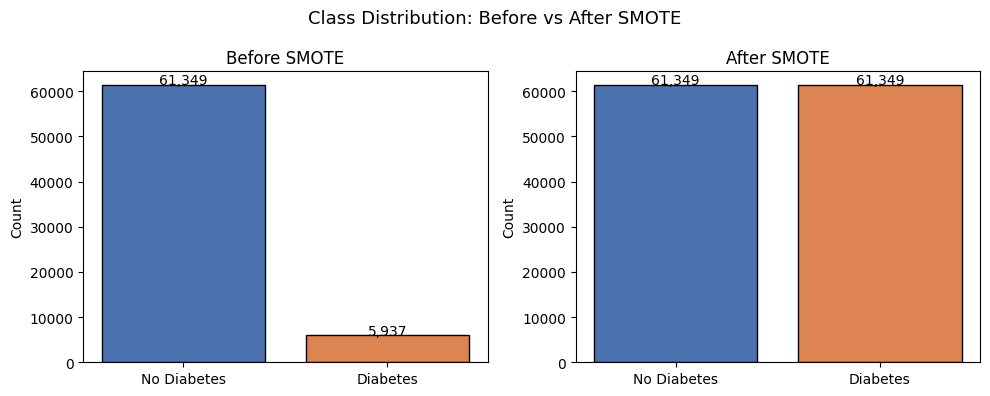 Class Distribution: Before vs After SMOTE
Before SMOTE
61,349
5,937
60000
50000
40000
30000
20000
10000
0
Count
No Diabetes
Diabetes
After SMOTE
61,349
61,349
60000
50000
40000
30000
20000
10000
0
Count
No Diabetes
Diabetes